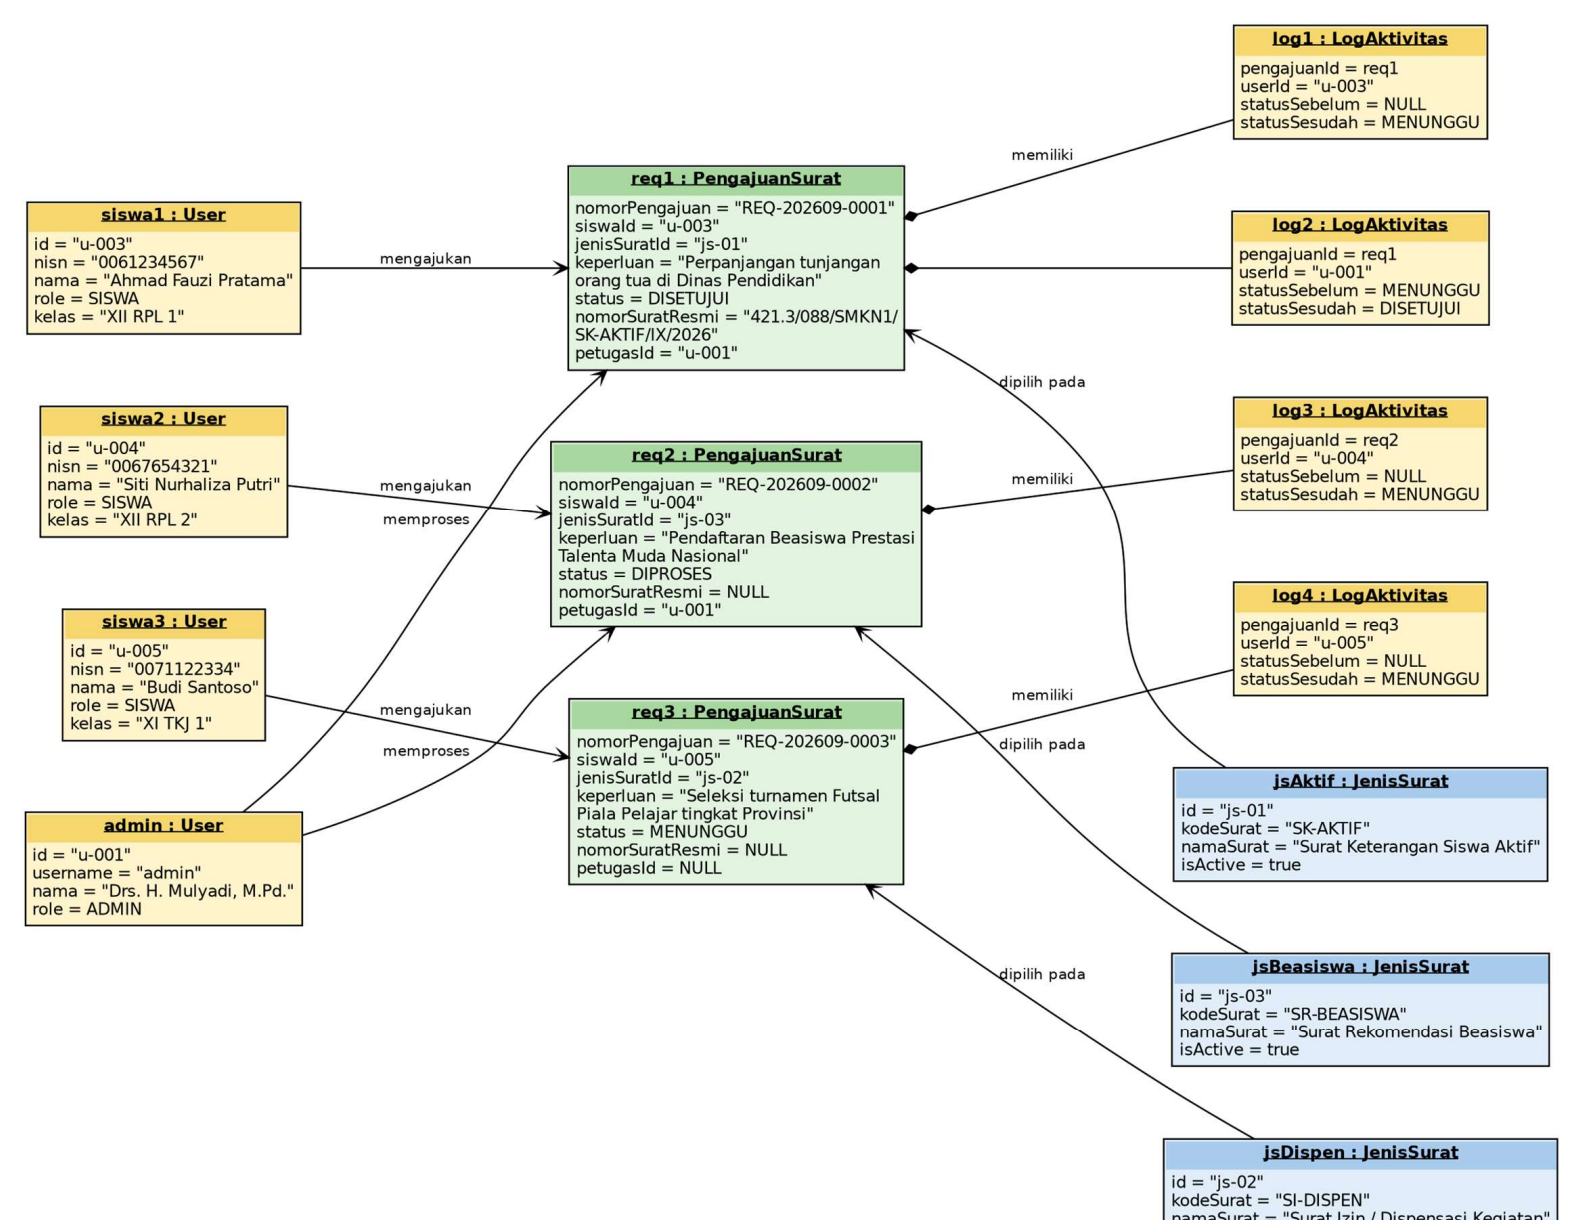 siswa1 : User
id = "u-003"
nisn = "0061234567"
nama = "Ahmad Fauzi Pratama"
role = SISWA
kelas = "XII RPL 1"
siswa2 : User
id = "u-004"
nisn = "0067654321"
nama = "Siti Nurhaliza Putri"
role = SISWA
kelas = "XII RPL 2"
siswa3 : User
id = "u-005"
nisn = "0071122334"
nama = "Budi Santoso"
role = SISWA
kelas = "XI TKJ 1"
admin : User
id = "u-001"
username = "admin"
nama = "Drs. H. Mulyadi, M.Pd."
role = ADMIN
mengajukan
mengajukan
memproses
mengajukan
memproses
req1 : PengajuanSurat
nomorPengajuan = "REQ-202609-0001"
siswaId = "u-003"
jenisSuratId = "js-01"
keperluan = "Perpanjangan tunjangan
orang tua di Dinas Pendidikan"
status = DISETUJUI
nomorSuratResmi = "421.3/088/SMKN1/
SK-AKTIF/IX/2026"
petugasId = "u-001"
req2 : PengajuanSurat
nomorPengajuan = "REQ-202609-0002"
siswaId = "u-004"
jenisSuratId = "js-03"
keperluan = "Pendaftaran Beasiswa Prestasi
Talenta Muda Nasional"
status = DIPROSES
nomorSuratResmi = NULL
petugasId = "u-001"
req3 : PengajuanSurat
nomorPengajuan = "REQ-202609-0003"
siswaId = "u-005"
jenisSuratId = "js-02"
keperluan = "Seleksi turnamen Futsal
Piala Pelajar tingkat Provinsi"
status = MENUNGGU
nomorSuratResmi = NULL
petugasId = NULL
memiliki
dipilih pada
memiliki
memiliki
dipilih pada
dipilih pada
log1 : LogAktivitas
pengajuanId = req1
userId = "u-003"
statusSebelum = NULL
statusSesudah = MENUNGGU
log2 : LogAktivitas
pengajuanId = req1
userId = "u-001"
statusSebelum = MENUNGGU
statusSesudah = DISETUJUI
log3 : LogAktivitas
pengajuanId = req2
userId = "u-004"
statusSebelum = NULL
statusSesudah = MENUNGGU
log4 : LogAktivitas
pengajuanId = req3
userId = "u-005"
statusSebelum = NULL
statusSesudah = MENUNGGU
jsAktif : JenisSurat
id = "js-01"
kodeSurat = "SK-AKTIF"
namaSurat = "Surat Keterangan Siswa Aktif"
isActive = true
jsBeasiswa : JenisSurat
id = "js-03"
kodeSurat = "SR-BEASISWA"
namaSurat = "Surat Rekomendasi Beasiswa"
isActive = true
jsDispen : JenisSurat
id = "js-02"
kodeSurat = "SI-DISPEN"
namaSurat = "Surat Izin / Dispensasi Kegiatan"